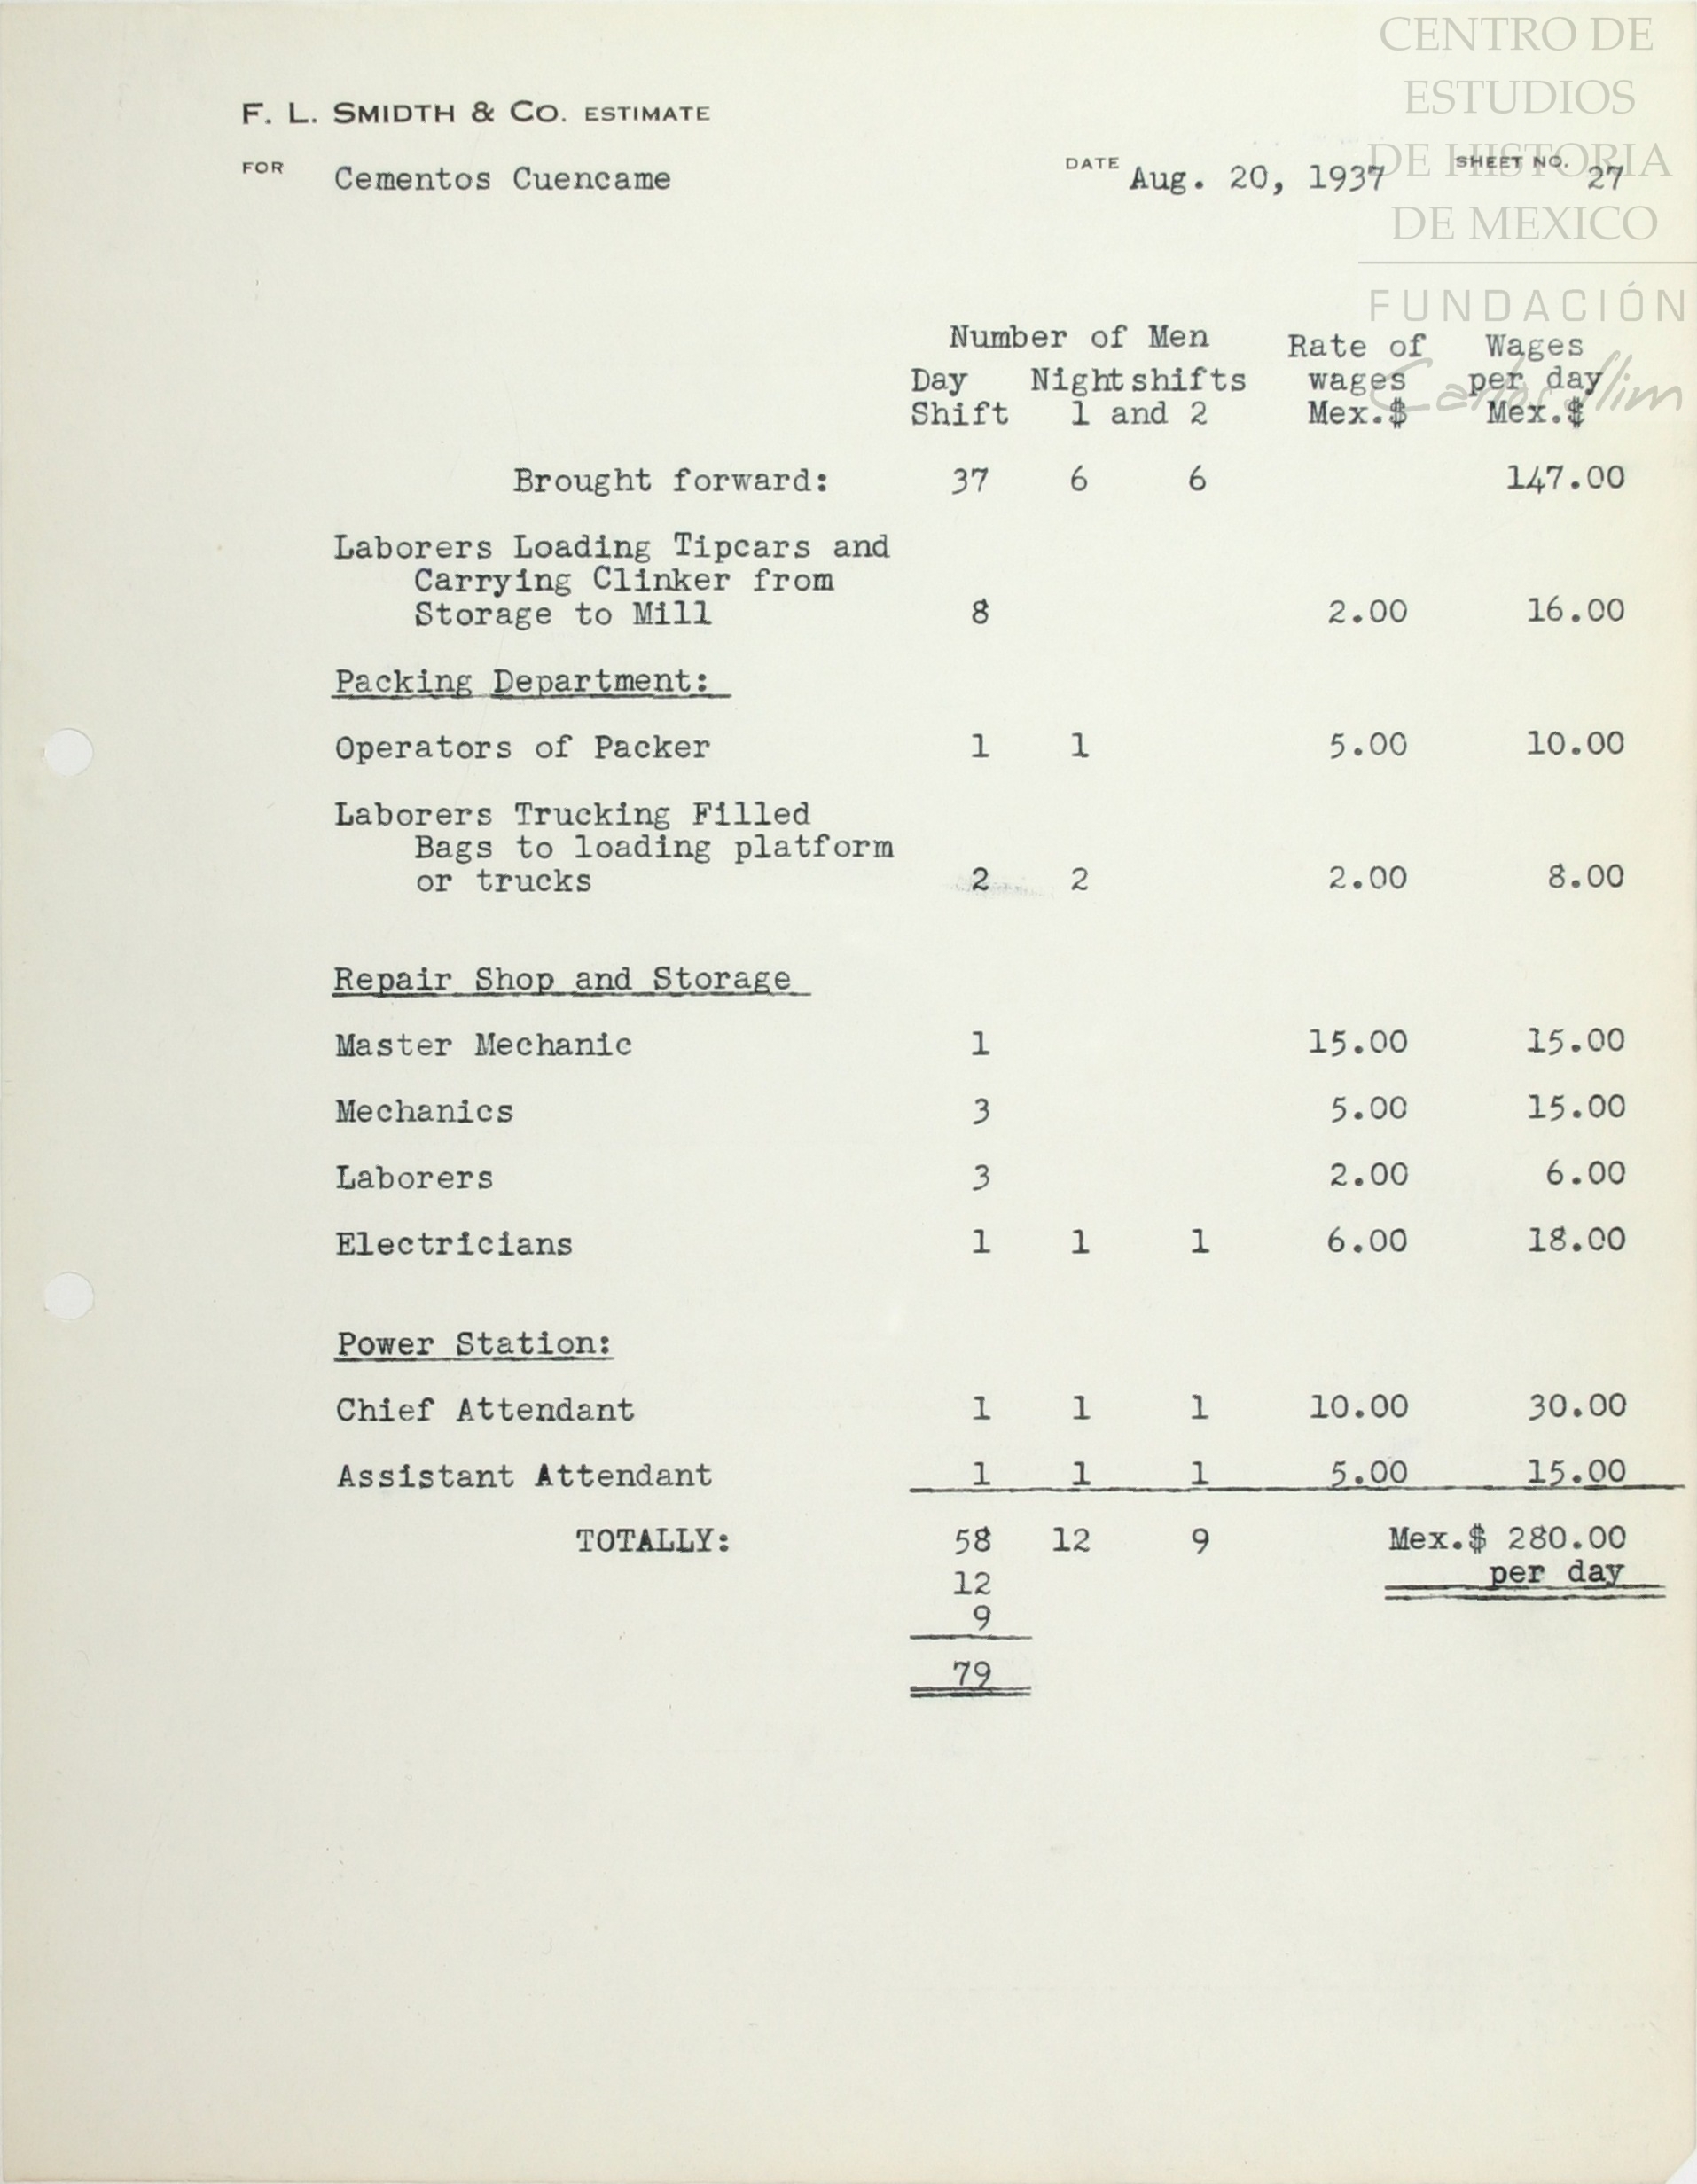 CENTRO DE
ESTUDIOS
DE HISTORIA
DE MEXICO
FUNDACIÓN
Carlos Slim
F. L. SMIDTH & CO. ESTIMATE
FOR Cementos Cuencame DATE Aug. 20, 1937 SHEET NO. 27
Number of Men Rate of Wages
Day Night shifts wages per day
Shift 1 and 2 Mex.$ Mex.$
Brought forward: 37 6 6 147.00
Laborers Loading Tipcars and
Carrying Clinker from
Storage to Mill 8 2.00 16.00
Packing Department:
Operators of Packer 1 1 5.00 10.00
Laborers Trucking Filled
Bags to loading platform
or trucks 2 2 2.00 8.00
Repair Shop and Storage
Master Mechanic 1 15.00 15.00
Mechanics 3 5.00 15.00
Laborers 3 2.00 6.00
Electricians 1 1 1 6.00 18.00
Power Station:
Chief Attendant 1 1 1 10.00 30.00
Assistant Attendant 1 1 1 5.00 15.00
TOTALLY: 58 12 9 Mex.$ 280.00
per day
12
9
79